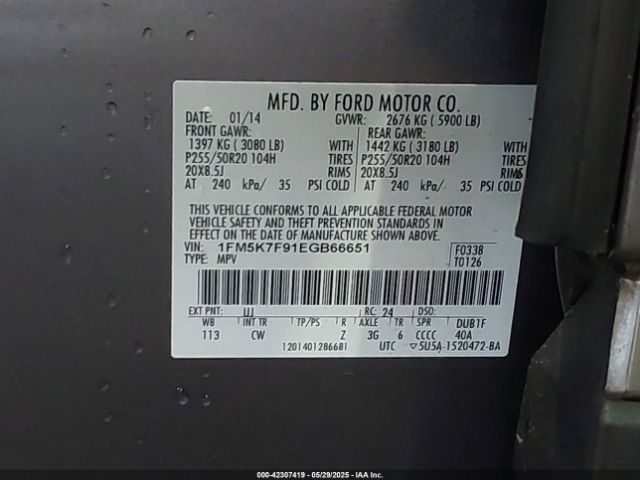 MFD. BY FORD MOTOR CO.
DATE: 01/14 GVWR: 2676 KG ( 5900 LB)
FRONT GAWR: REAR GAWR:
1397 KG ( 3080 LB) WITH 1442 KG ( 3180 LB) WITH
P255/50R20 104H TIRES P255/50R20 104H TIRES
20X8.5J RIMS 20X8.5J RIMS
AT 240 kPa/ 35 PSI COLD AT 240 kPa/ 35 PSI COLD
THIS VEHICLE CONFORMS TO ALL APPLICABLE FEDERAL MOTOR
VEHICLE SAFETY AND THEFT PREVENTION STANDARDS IN EFFECT
ON THE DATE OF MANUFACTURE SHOWN ABOVE.
VIN: 1FM5K7F91EGB66651 F0338
TYPE: MPV T0126
EXT PNT: UJ RC: 24 DSO:
WB INT TR TP/PS R AXLE TR SPR DUB1F
113 CW Z 3G 6 CCCC 40A
1201401286681 UTC ▽5U5A-1520472-BA
000-42307419 - 05/29/2025 - IAA Inc.